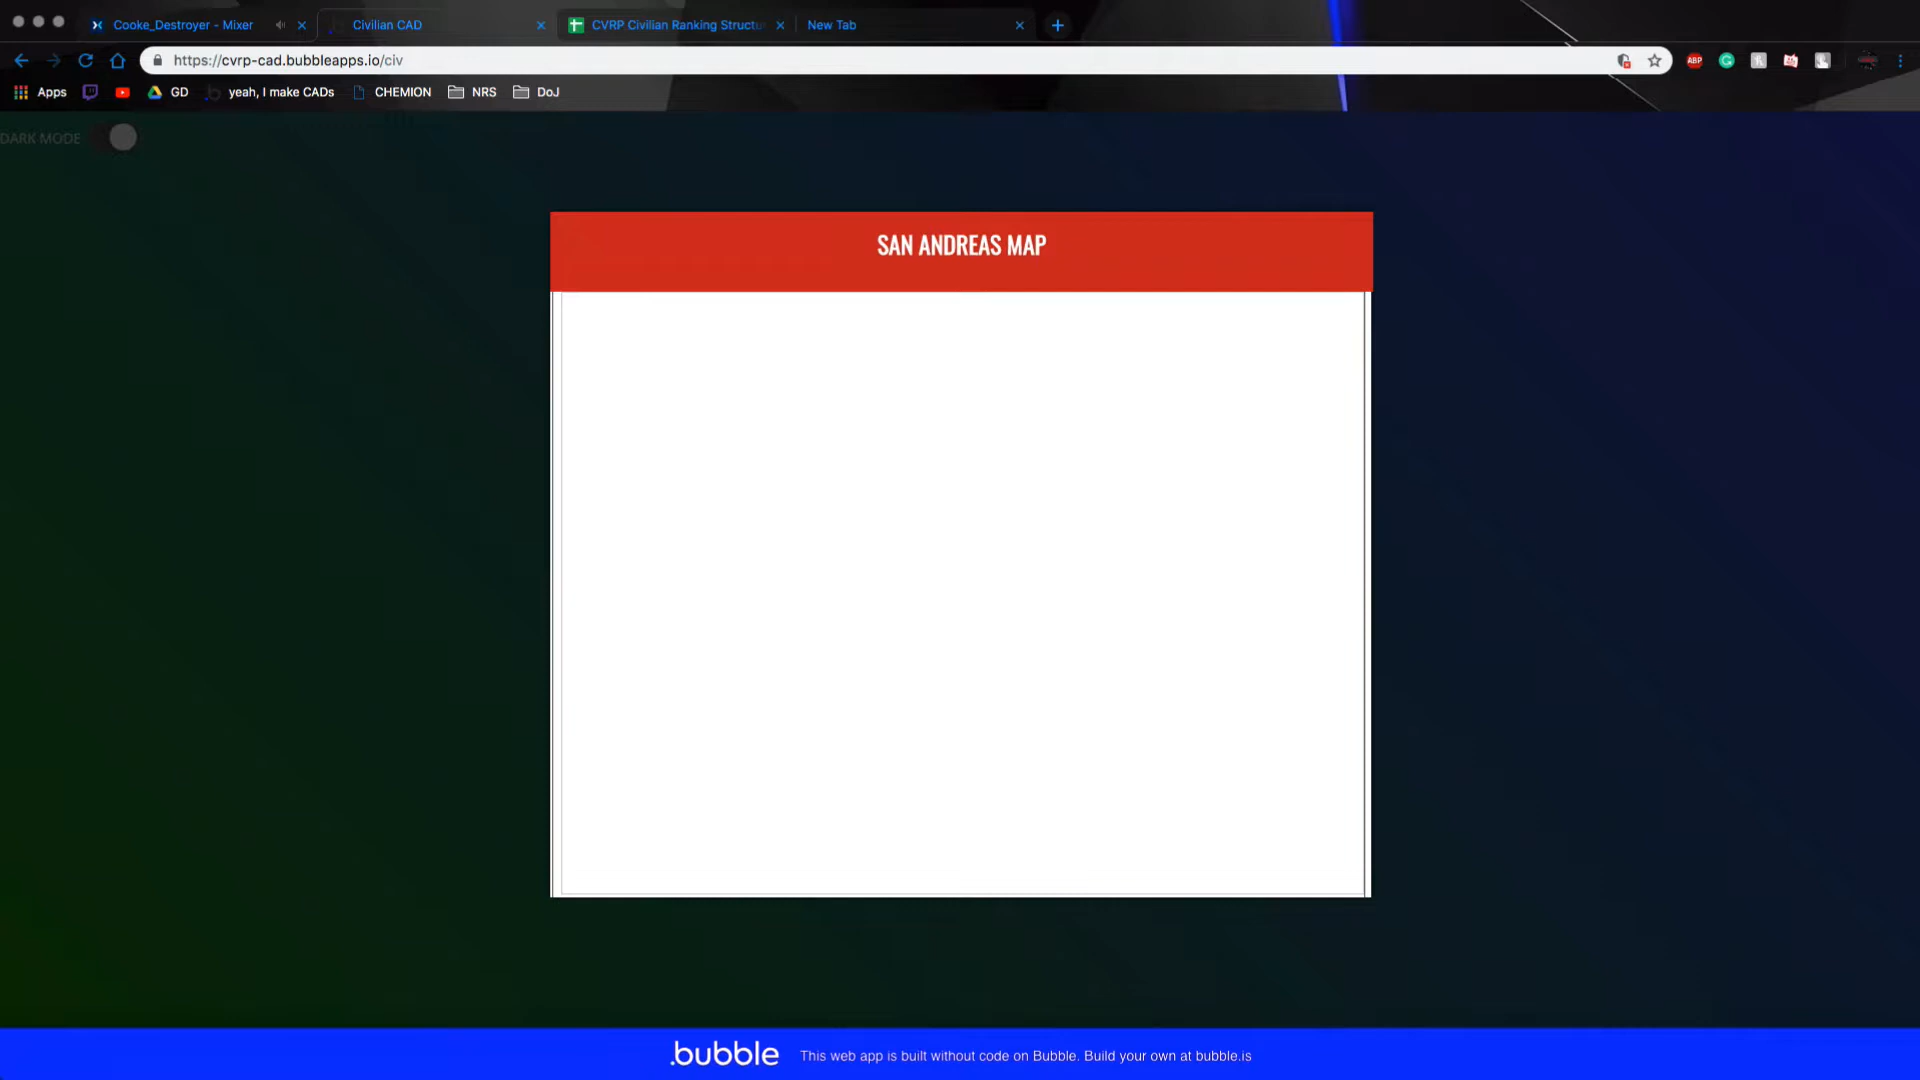 Cooke_Destroyer - Mixer
Civilian CAD
CVRP Civilian Ranking Structu
New Tab
https://cvrp-cad.bubbleapps.io/civ
ABP
Apps
GD
yeah, I make CADs
CHEMION
NRS
DoJ
DARK MODE
SAN ANDREAS MAP
.bubble
This web app is built without code on Bubble. Build your own at bubble.is